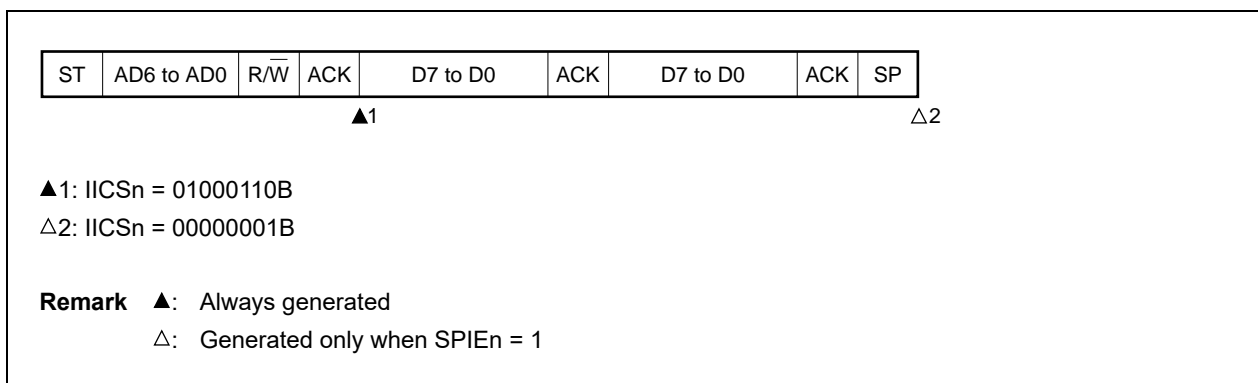 ST AD6 to AD0 R/W̅ ACK D7 to D0 ACK D7 to D0 ACK SP
▲1 △2
▲1: IICSn = 01000110B
△2: IICSn = 00000001B
Remark ▲: Always generated
△: Generated only when SPIEn = 1